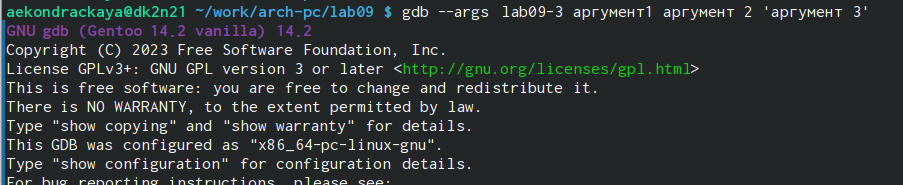 aekondrackaya@dk2n21 ~/work/arch-pc/lab09 $ gdb --args lab09-3 аргумент1 аргумент 2 'аргумент 3'
GNU gdb (Gentoo 14.2 vanilla) 14.2
Copyright (C) 2023 Free Software Foundation, Inc.
License GPLv3+: GNU GPL version 3 or later <http://gnu.org/licenses/gpl.html>
This is free software: you are free to change and redistribute it.
There is NO WARRANTY, to the extent permitted by law.
Type "show copying" and "show warranty" for details.
This GDB was configured as "x86_64-pc-linux-gnu".
Type "show configuration" for configuration details.
For bug reporting instructions, please see: